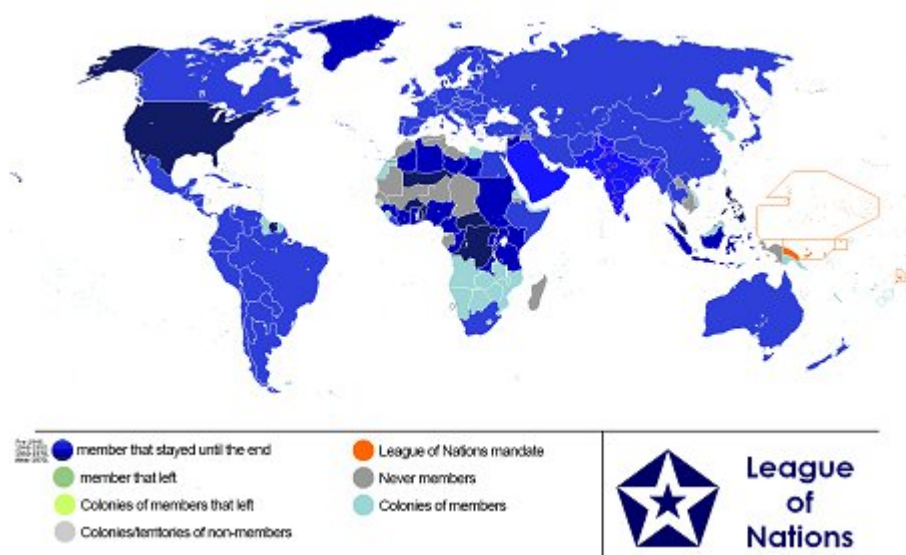 member that stayed until the end
member that left
Colonies of members that left
Colonies/territories of non-members
League of Nations mandate
Never members
Colonies of members
League
of
Nations